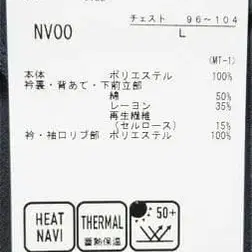 チェスト 96~104
NV00 L
(MT-1)
本体 ポリエステル 100%
衿裏・背あて・下前立部
綿 50%
レーヨン 35%
再生繊維
(セルロース) 15%
衿・袖口リブ部 ポリエステル 100%
HEAT NAVI
THERMAL 蓄熱保温
50+